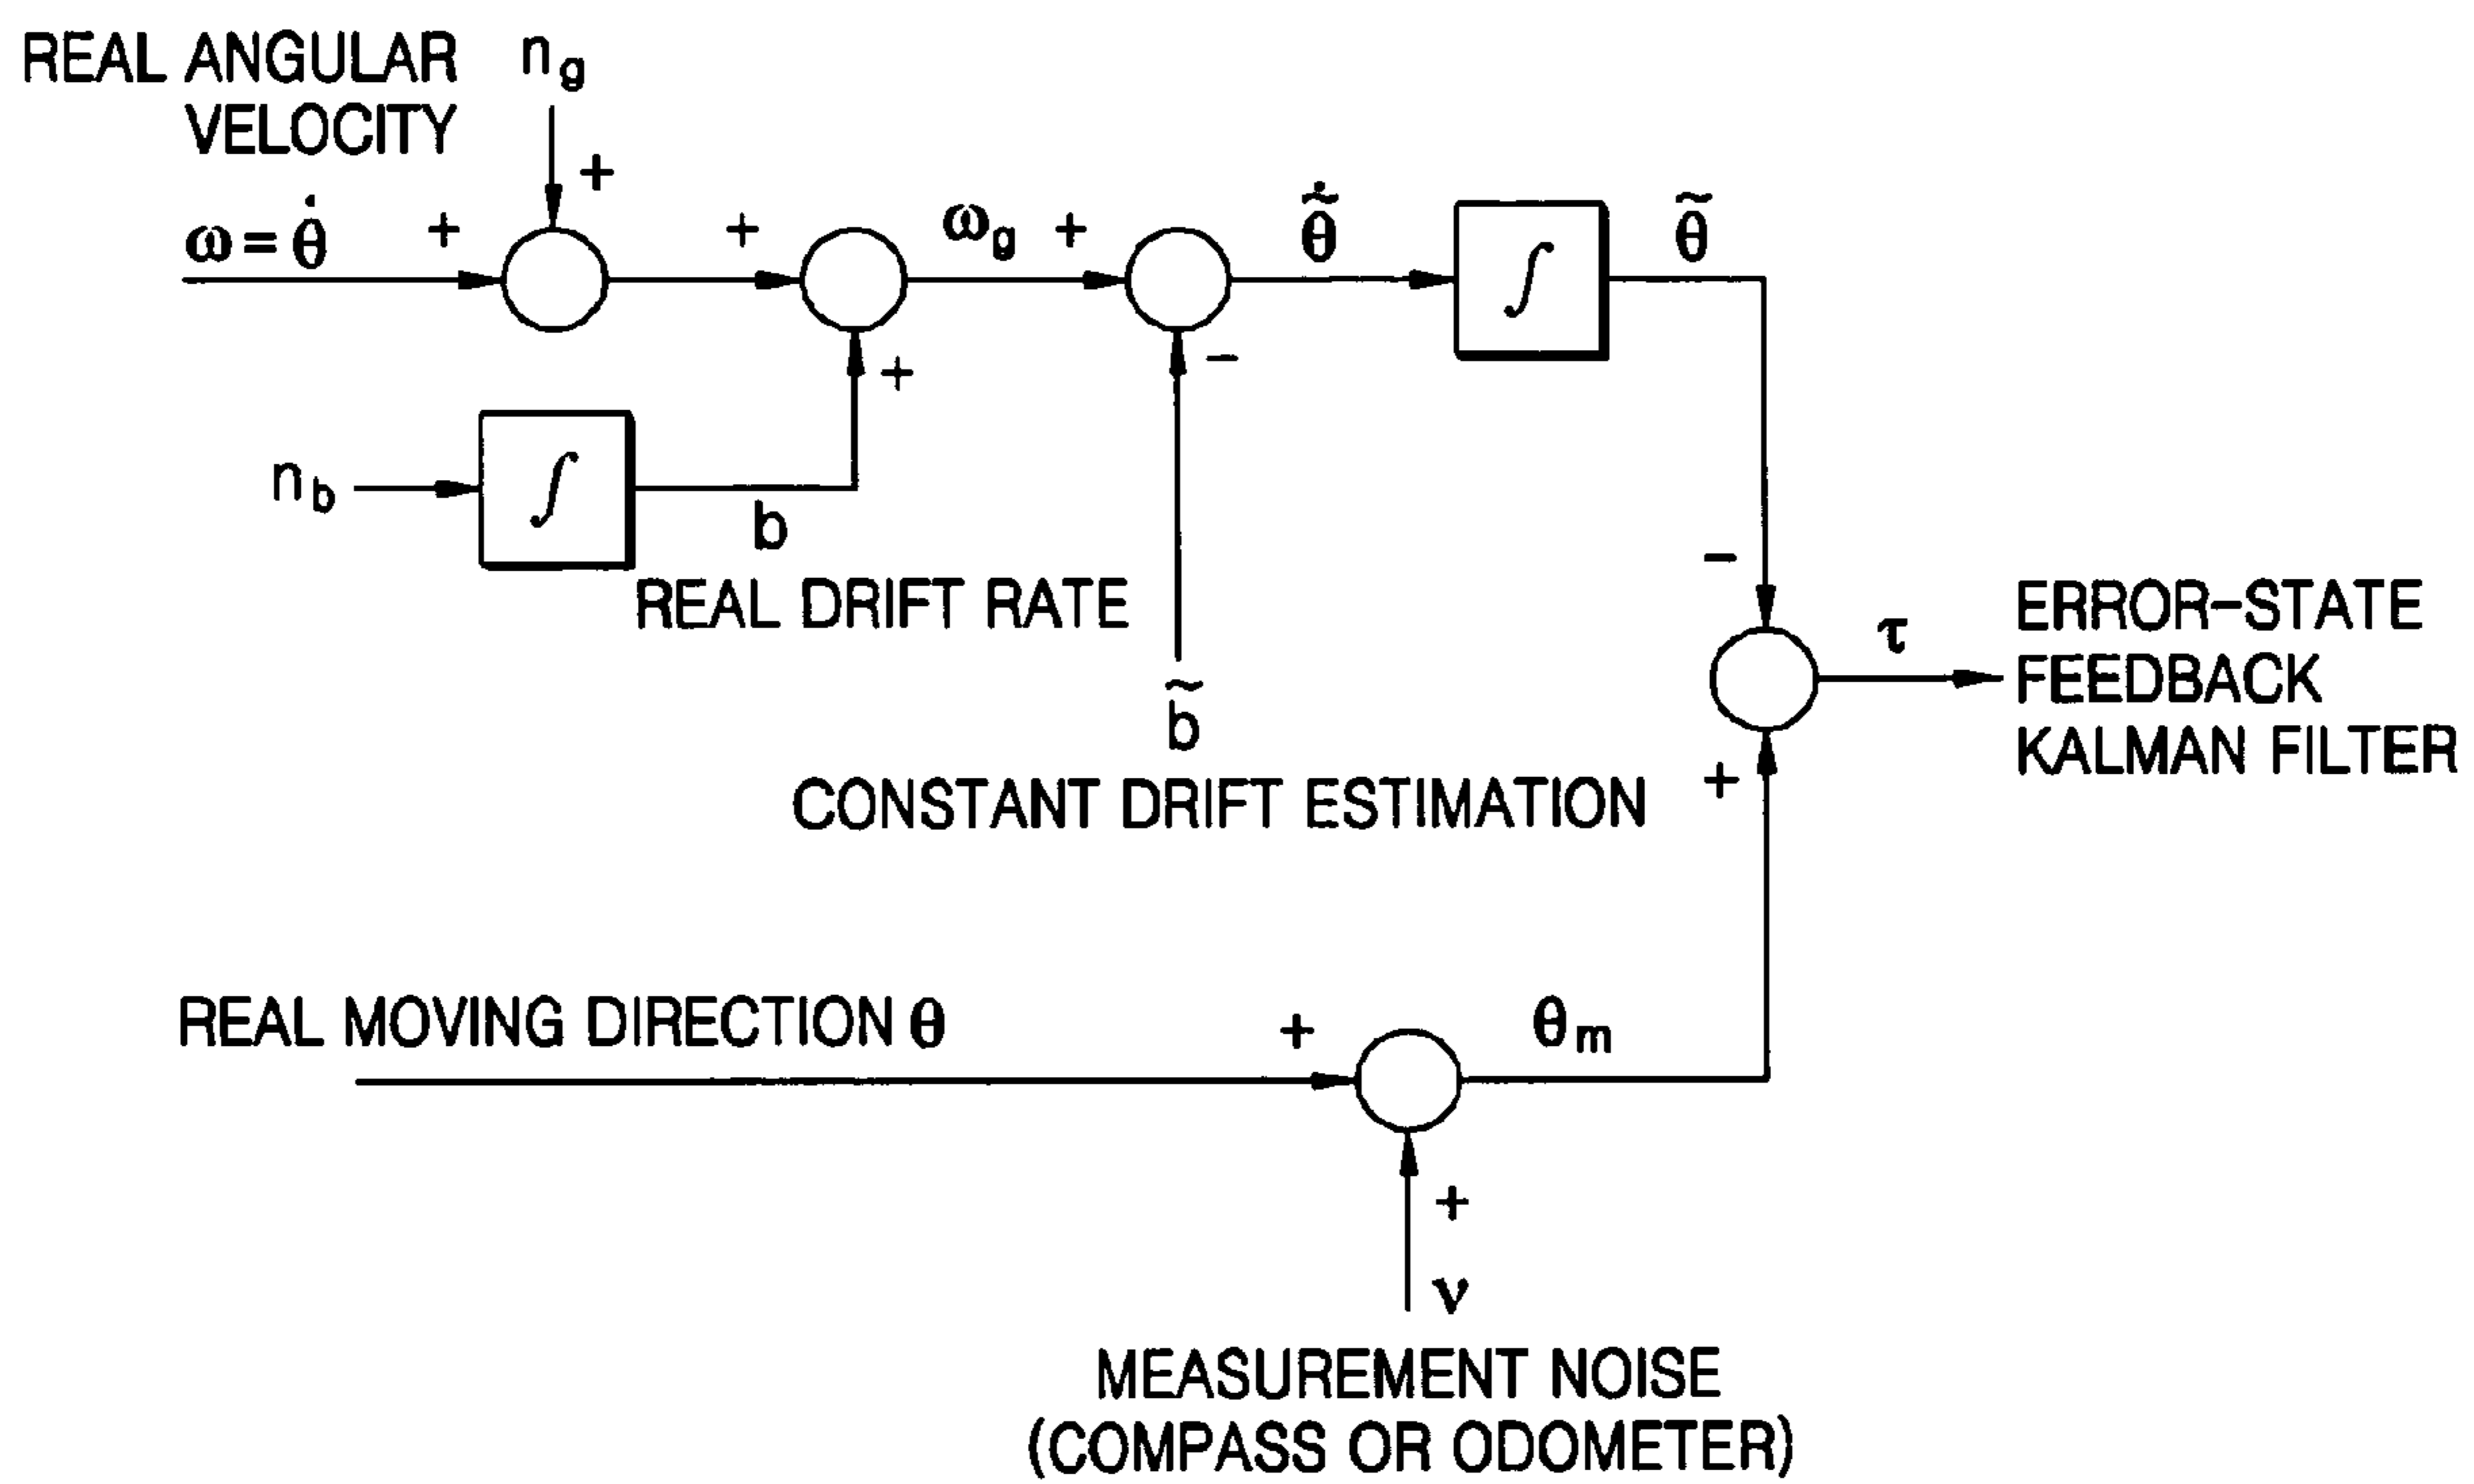 REAL ANGULAR
VELOCITY
n_g
+
ω = θ̇
+
+
ω_g
+
θ̃̇
∫
θ̃
+
−
n_b
∫
b
REAL DRIFT RATE
b̃
CONSTANT DRIFT ESTIMATION
−
τ
ERROR-STATE
FEEDBACK
KALMAN FILTER
+
REAL MOVING DIRECTION θ
+
θ_m
+
ν
MEASUREMENT NOISE
(COMPASS OR ODOMETER)